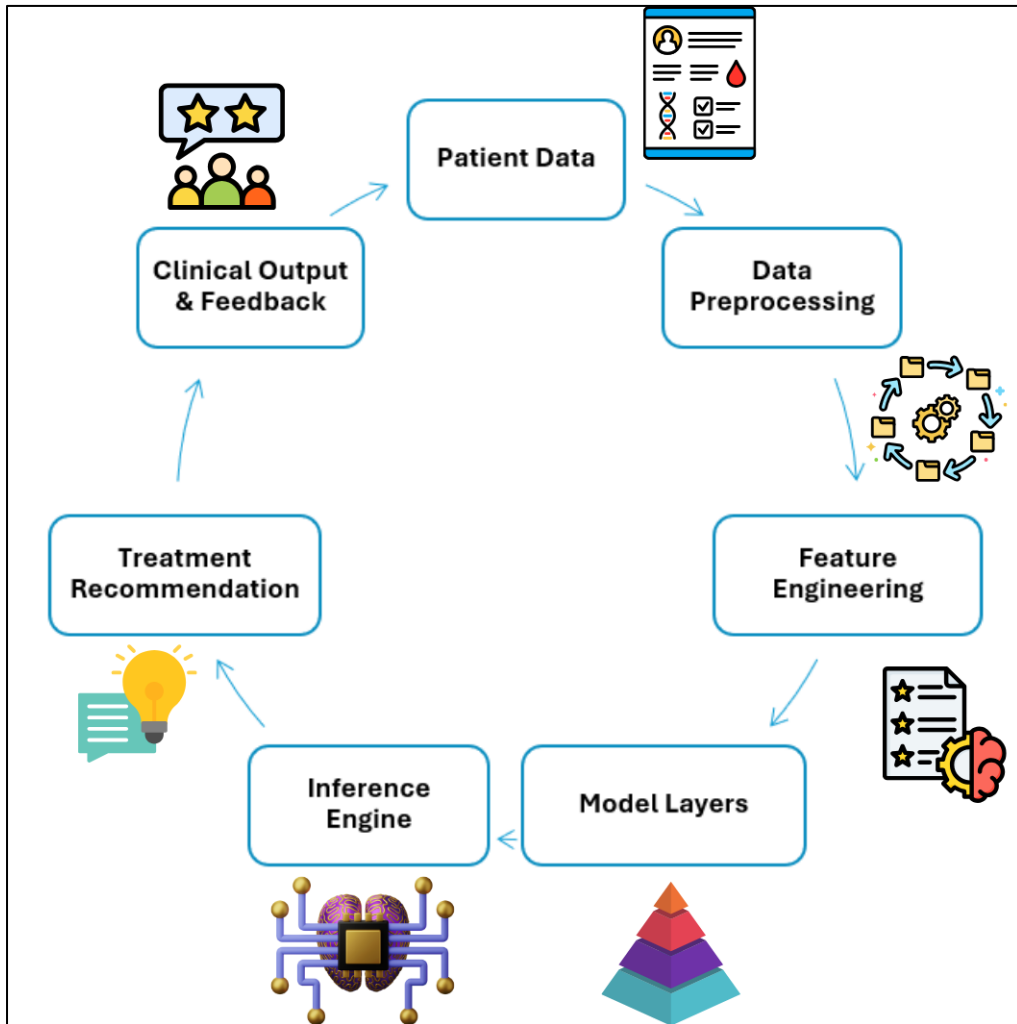 Patient Data
Data
Preprocessing
Feature
Engineering
Model Layers
Inference
Engine
Treatment
Recommendation
Clinical Output
& Feedback